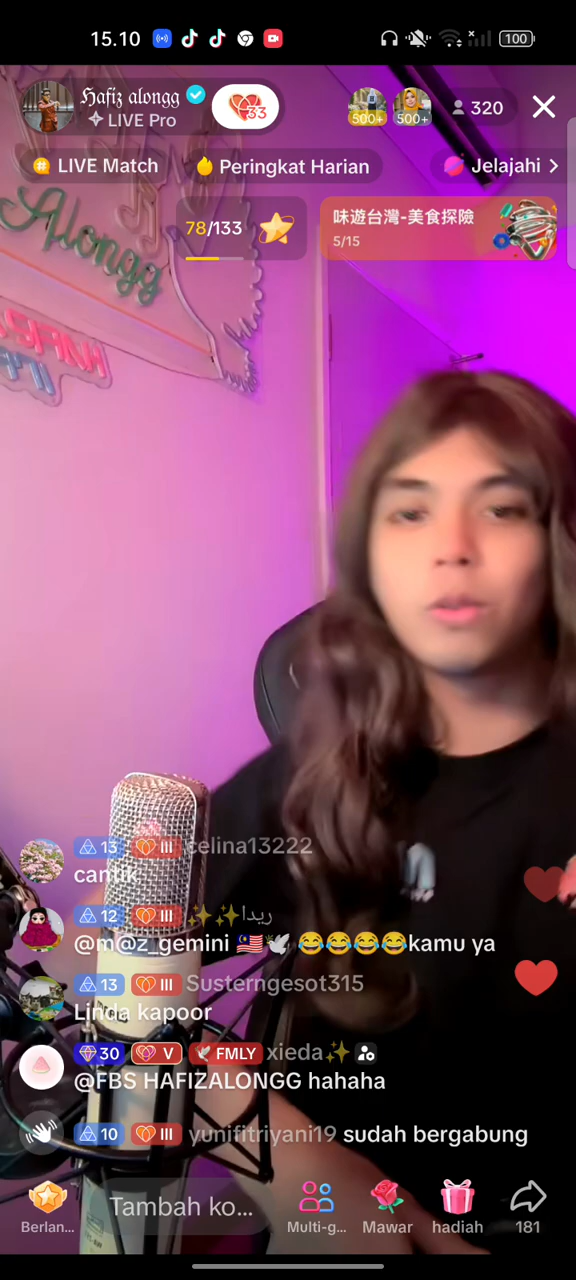 15.10
100
Hafiz alongg
LIVE Pro
33
500+
500+
320
LIVE Match
Peringkat Harian
Jelajahi
78/133
味遊台灣-美食探險
5/15
Alongg
13 III celina13222
cantik
12 III ✨✨ريدا
@m@z_gemini 🇲🇾🕊 😂😂😂😂kamu ya
13 III Susterngesot315
Linda kapoor
30 V FMLY xieda✨
@FBS HAFIZALONGG hahaha
10 III yunifitriyani19 sudah bergabung
Berlan...
Tambah ko...
Multi-g...
Mawar
hadiah
181